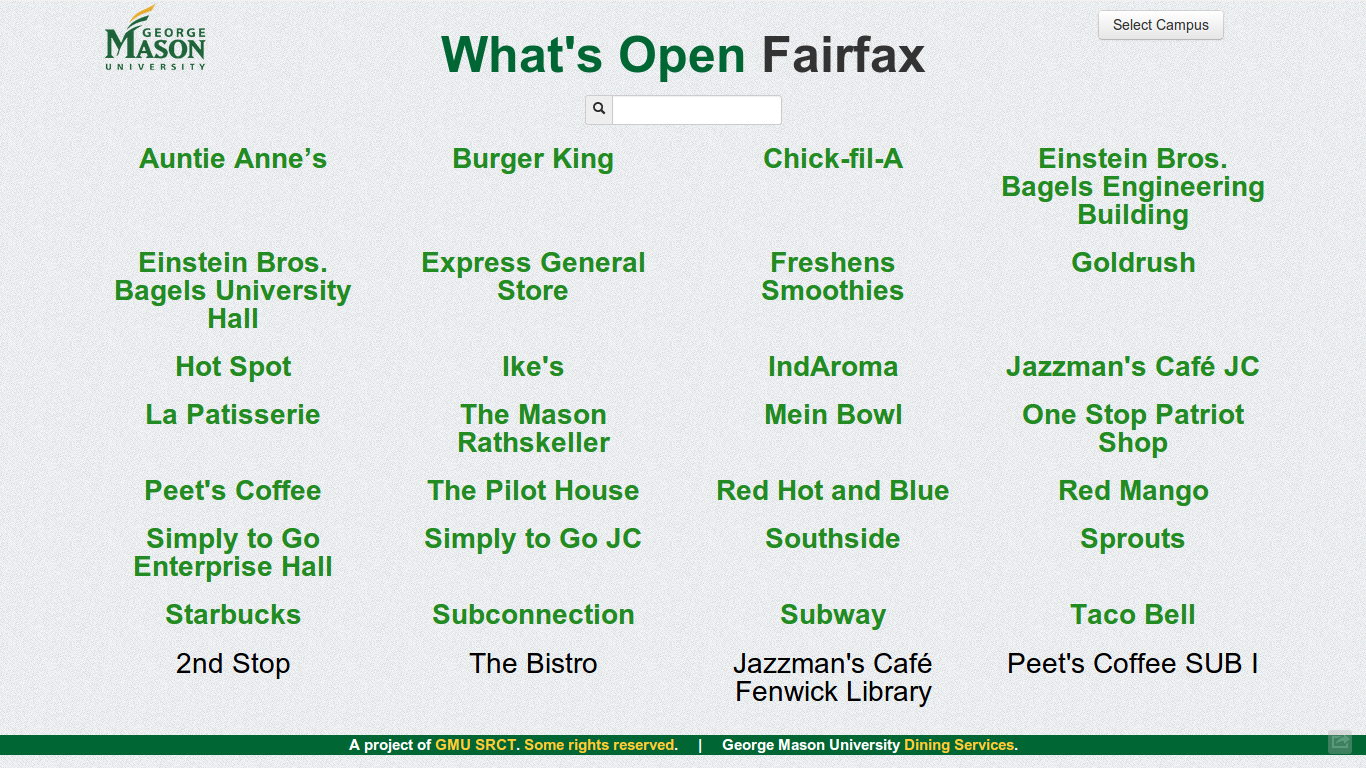 GEORGE
MASON
UNIVERSITY
Select Campus
What's Open Fairfax
Auntie Anne’s
Burger King
Chick-fil-A
Einstein Bros.
Bagels Engineering
Building
Einstein Bros.
Bagels University
Hall
Express General
Store
Freshens
Smoothies
Goldrush
Hot Spot
Ike's
IndAroma
Jazzman's Café JC
La Patisserie
The Mason
Rathskeller
Mein Bowl
One Stop Patriot
Shop
Peet's Coffee
The Pilot House
Red Hot and Blue
Red Mango
Simply to Go
Enterprise Hall
Simply to Go JC
Southside
Sprouts
Starbucks
Subconnection
Subway
Taco Bell
2nd Stop
The Bistro
Jazzman's Café
Fenwick Library
Peet's Coffee SUB I
A project of GMU SRCT. Some rights reserved. | George Mason University Dining Services.